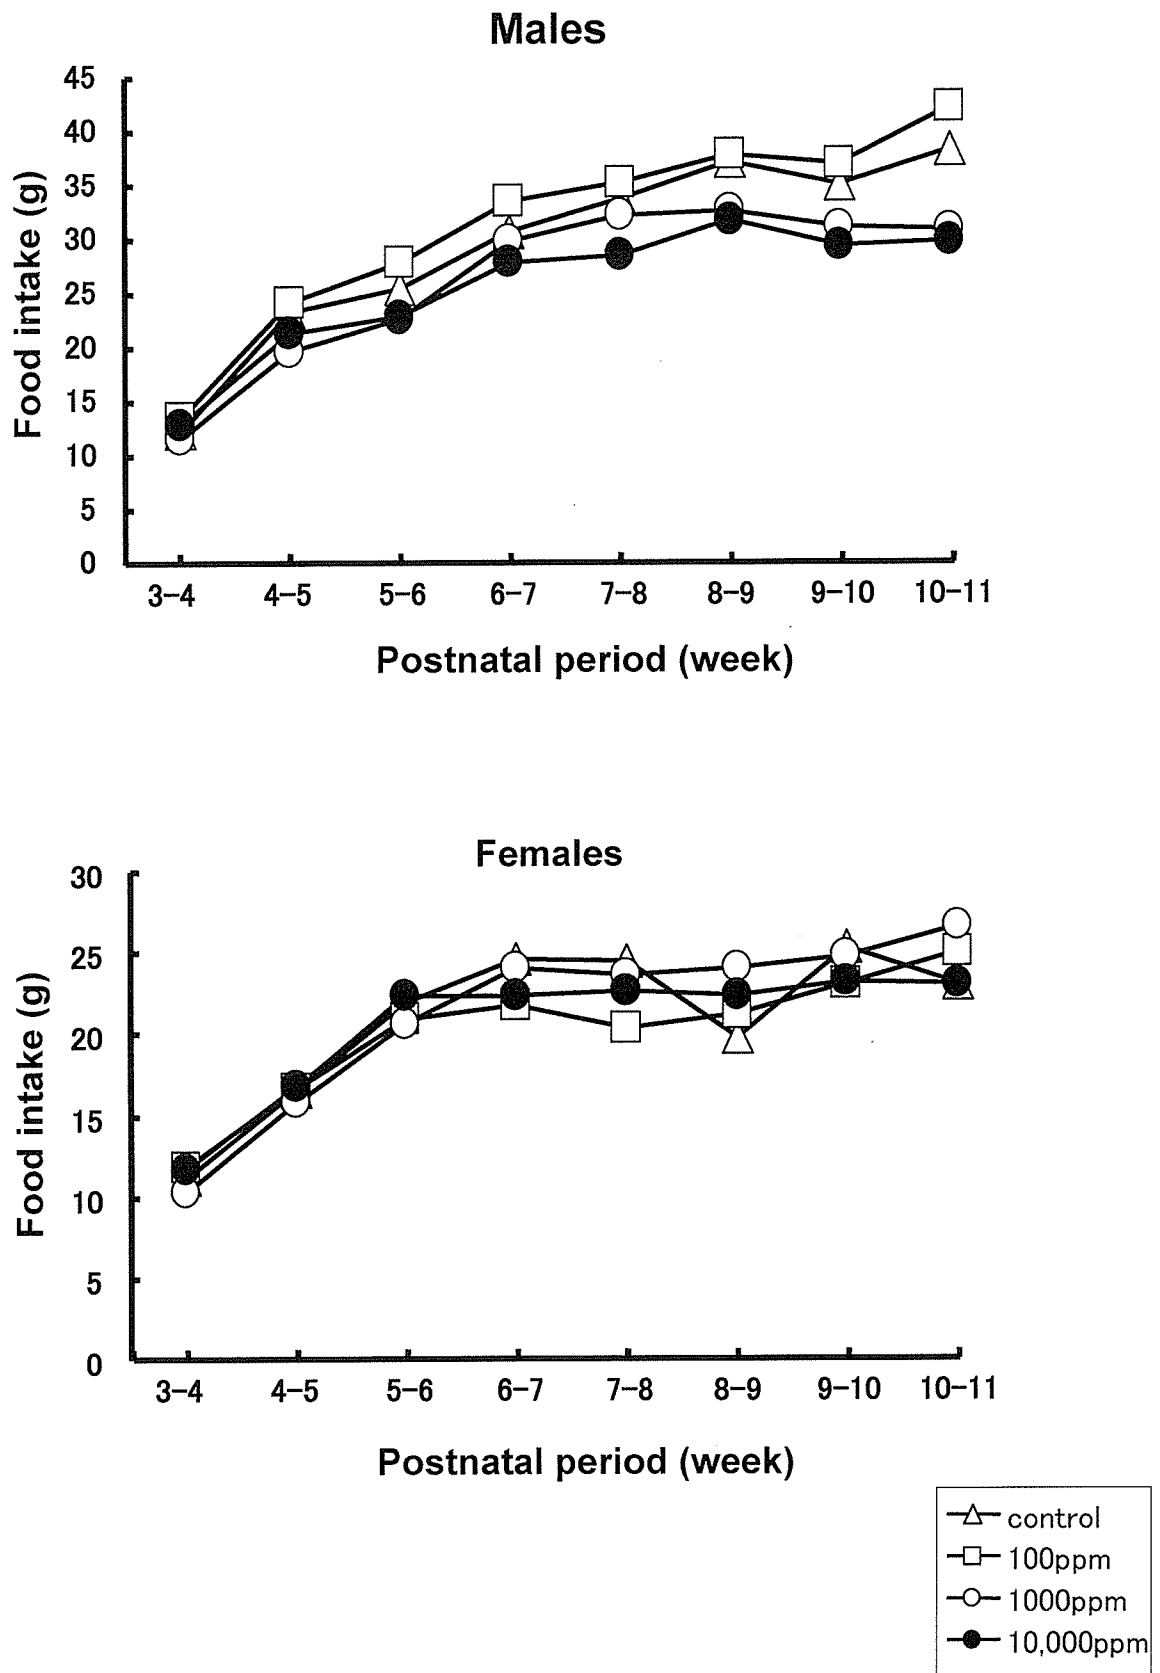 Males
45
40
35
30
25
20
15
10
5
0
Food intake (g)
3-4 4-5 5-6 6-7 7-8 8-9 9-10 10-11
Postnatal period (week)
Females
30
25
20
15
10
5
0
Food intake (g)
3-4 4-5 5-6 6-7 7-8 8-9 9-10 10-11
Postnatal period (week)
control
100ppm
1000ppm
10,000ppm